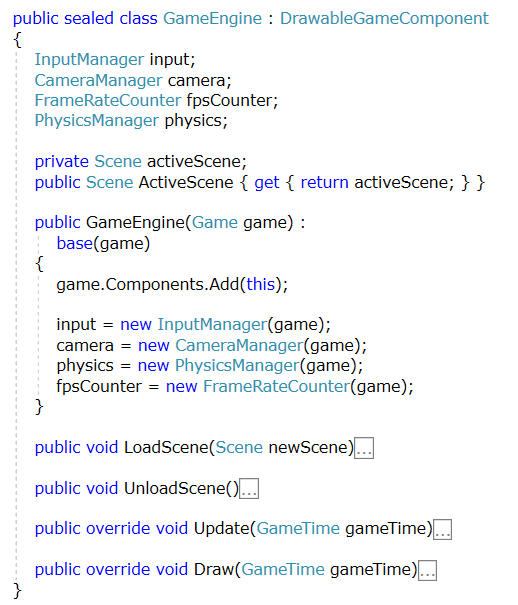 public sealed class GameEngine : DrawableGameComponent
{
InputManager input;
CameraManager camera;
FrameRateCounter fpsCounter;
PhysicsManager physics;
private Scene activeScene;
public Scene ActiveScene { get { return activeScene; } }
public GameEngine(Game game) :
base(game)
{
game.Components.Add(this);
input = new InputManager(game);
camera = new CameraManager(game);
physics = new PhysicsManager(game);
fpsCounter = new FrameRateCounter(game);
}
public void LoadScene(Scene newScene)...
public void UnloadScene()...
public override void Update(GameTime gameTime)...
public override void Draw(GameTime gameTime)...
}